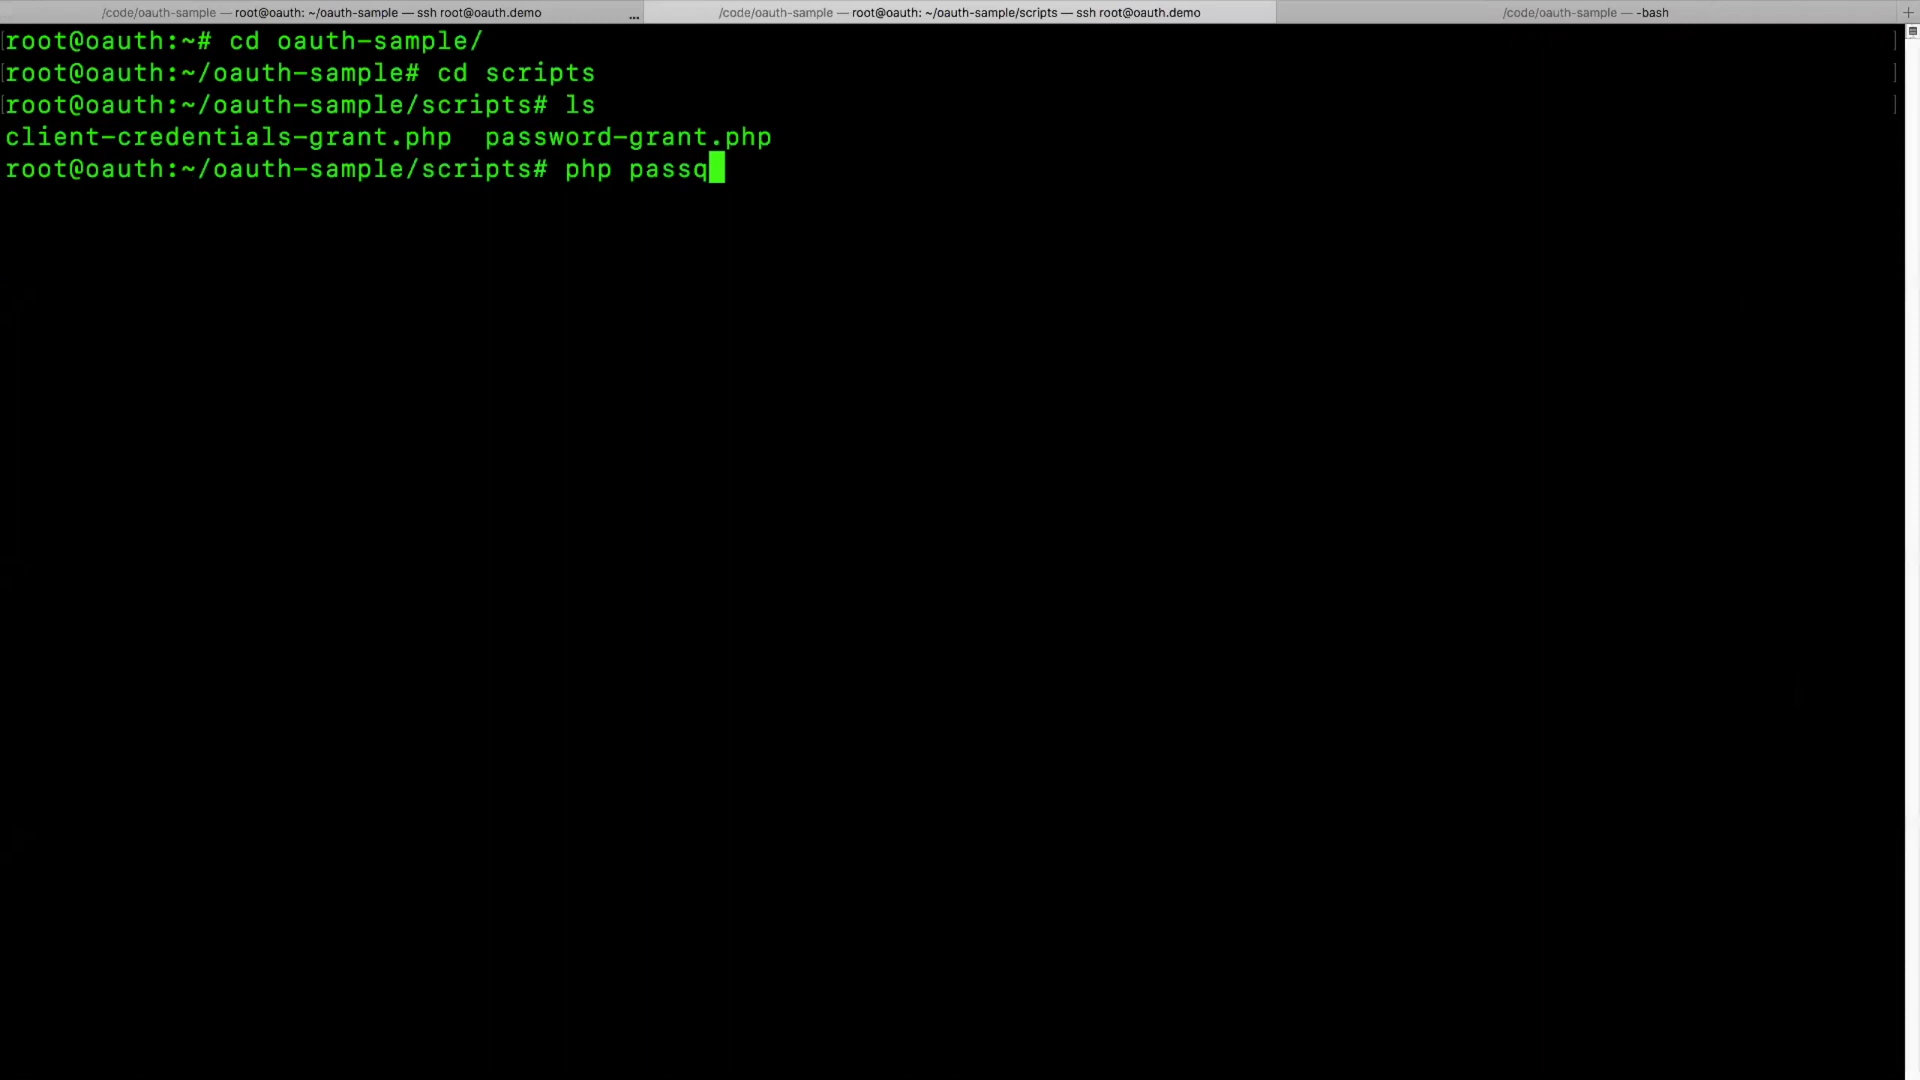 /code/oauth-sample — root@oauth: ~/oauth-sample — ssh root@oauth.demo ... /code/oauth-sample — root@oauth: ~/oauth-sample/scripts — ssh root@oauth.demo /code/oauth-sample — -bash +
[root@oauth:~# cd oauth-sample/ ]
[root@oauth:~/oauth-sample# cd scripts ]
[root@oauth:~/oauth-sample/scripts# ls ]
client-credentials-grant.php  password-grant.php
root@oauth:~/oauth-sample/scripts# php passq